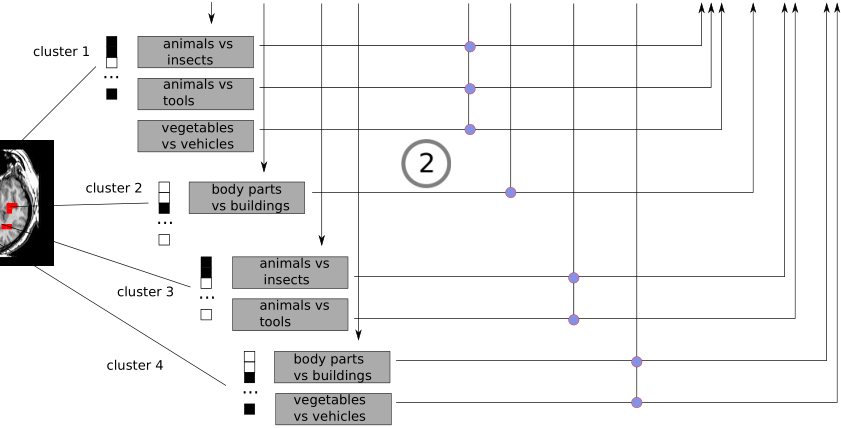 cluster 1
animals vs
insects
...
animals vs
tools
vegetables
vs vehicles
2
cluster 2
body parts
vs buildings
...
animals vs
insects
cluster 3
...
animals vs
tools
cluster 4
body parts
vs buildings
...
vegetables
vs vehicles